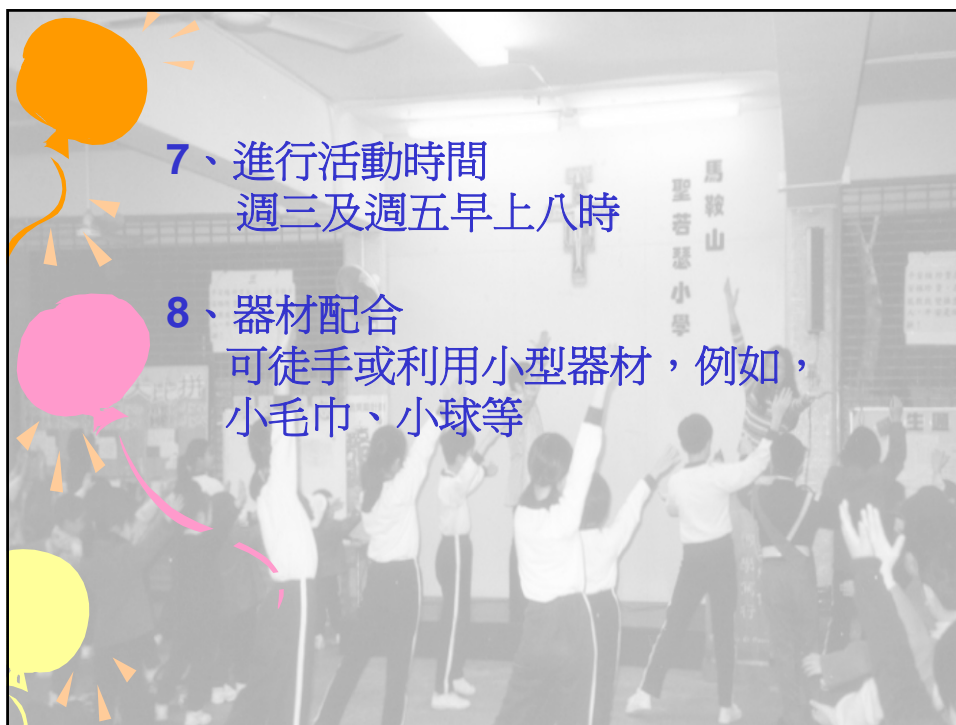 7、進行活動時間
週三及週五早上八時
8、器材配合
可徒手或利用小型器材，例如，
小毛巾、小球等
馬鞍山
聖若瑟小學